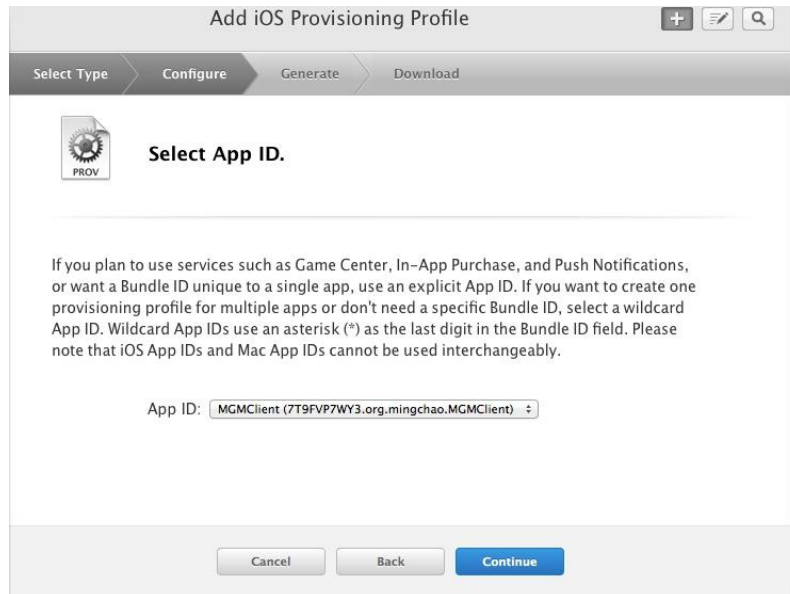 Add iOS Provisioning Profile
Select Type
Configure
Generate
Download
PROV
Select App ID.
If you plan to use services such as Game Center, In-App Purchase, and Push Notifications,
or want a Bundle ID unique to a single app, use an explicit App ID. If you want to create one
provisioning profile for multiple apps or don't need a specific Bundle ID, select a wildcard
App ID. Wildcard App IDs use an asterisk (*) as the last digit in the Bundle ID field. Please
note that iOS App IDs and Mac App IDs cannot be used interchangeably.
App ID: MGMClient (7T9FVP7WY3.org.mingchao.MGMClient)
Cancel
Back
Continue